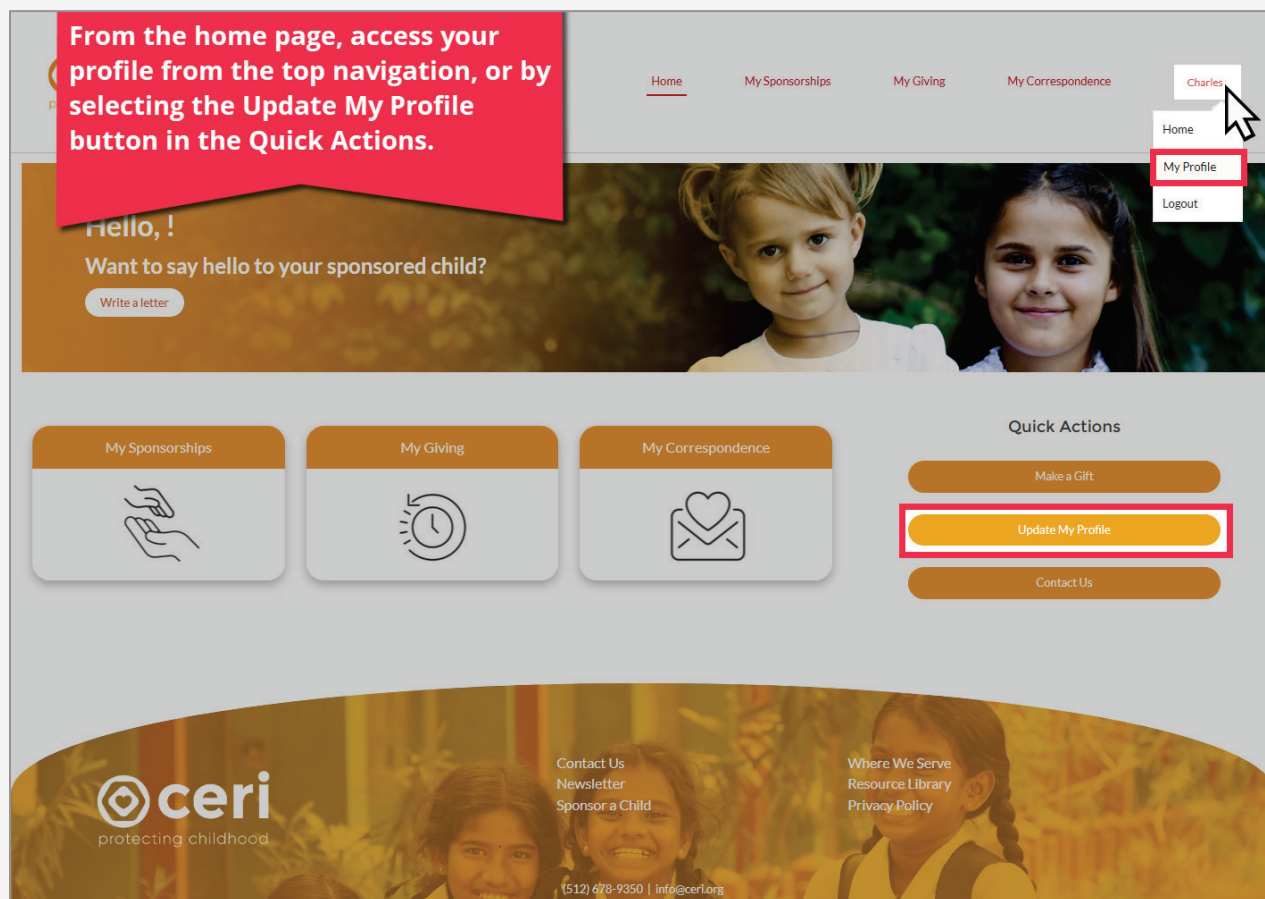 From the home page, access your
profile from the top navigation, or by
selecting the Update My Profile
button in the Quick Actions.
Home
My Sponsorships
My Giving
My Correspondence
Charles
Home
My Profile
Logout
Hello, !
Want to say hello to your sponsored child?
Write a letter
My Sponsorships
My Giving
My Correspondence
Quick Actions
Make a Gift
Update My Profile
Contact Us
ceri
protecting childhood
Contact Us
Newsletter
Sponsor a Child
Where We Serve
Resource Library
Privacy Policy
(512) 678-9350 | info@ceri.org